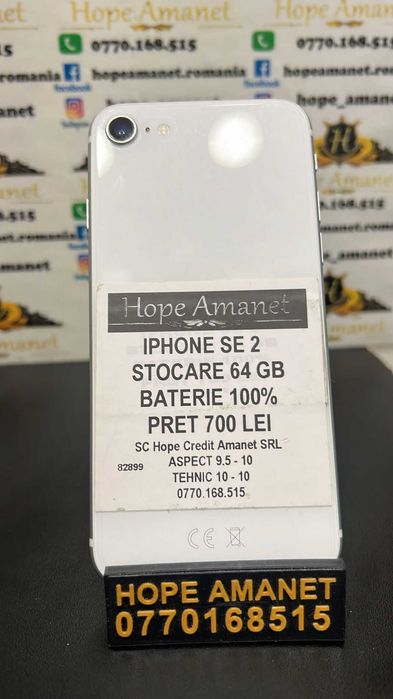 Hope Amanet
0770.168.515
0770.168.515
hopeamanet.romania
hopeamanet.romania
facebook
hope_amanet
Hope Amanet
IPHONE SE 2
STOCARE 64 GB
BATERIE 100%
PRET 700 LEI
SC Hope Credit Amanet SRL
ASPECT 9.5 - 10
82899
TEHNIC 10 - 10
0770.168.515
CE
HOPE AMANET
0770168515